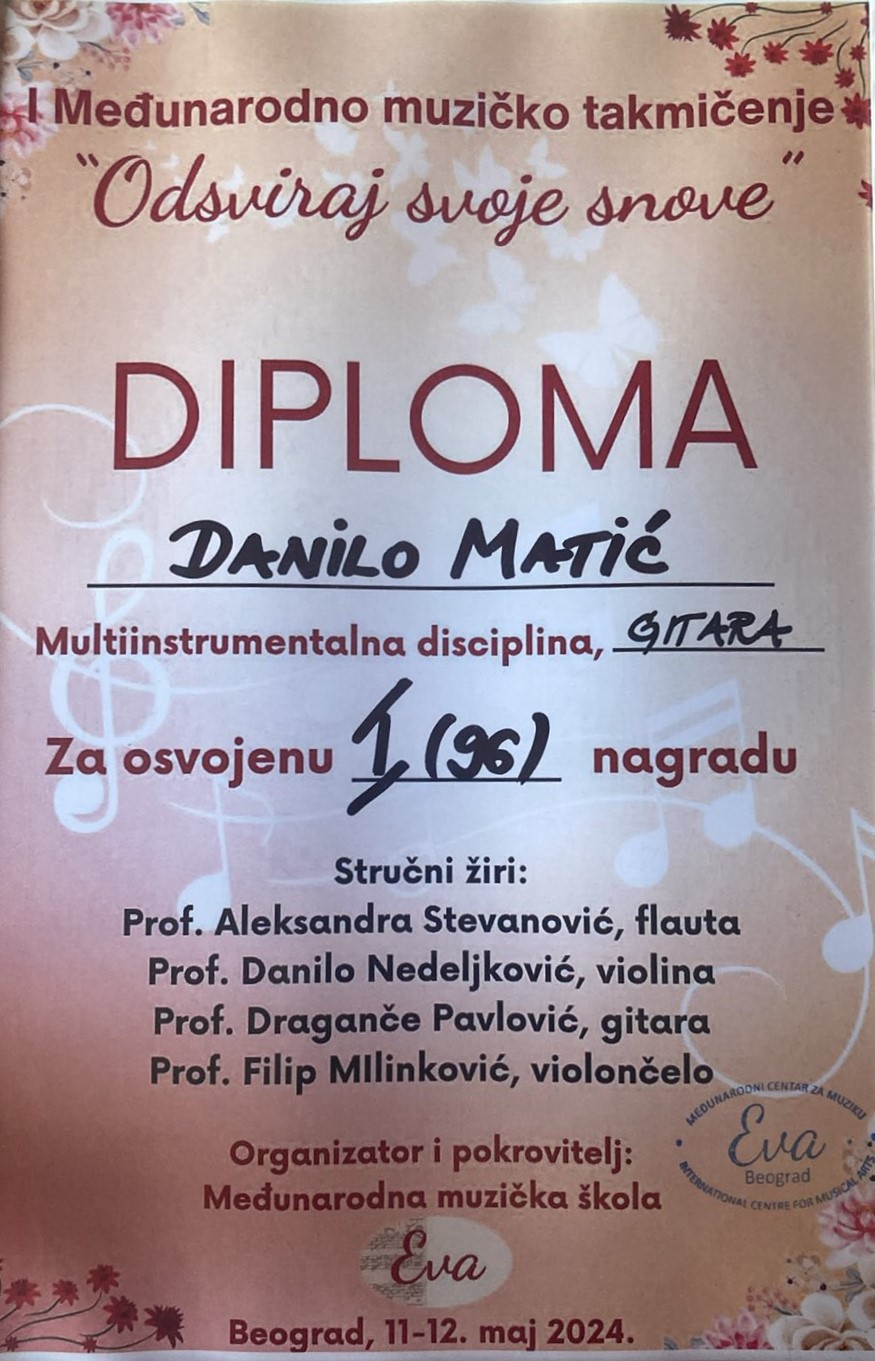 I Međunarodno muzičko takmičenje
“Odsviraj svoje snove”
DIPLOMA
DANILO MATIĆ
Multiinstrumentalna disciplina, GITARA
Za osvojenu 1, (96) nagradu
Stručni žiri:
Prof. Aleksandra Stevanović, flauta
Prof. Danilo Nedeljković, violina
Prof. Draganče Pavlović, gitara
Prof. Filip MIlinković, violončelo
MEĐUNARODNI CENTAR ZA MUZIKU
Eva
Beograd
INTERNATIONAL CENTRE FOR MUSICAL ARTS
Organizator i pokrovitelj:
Međunarodna muzička škola
Eva
Beograd, 11-12. maj 2024.